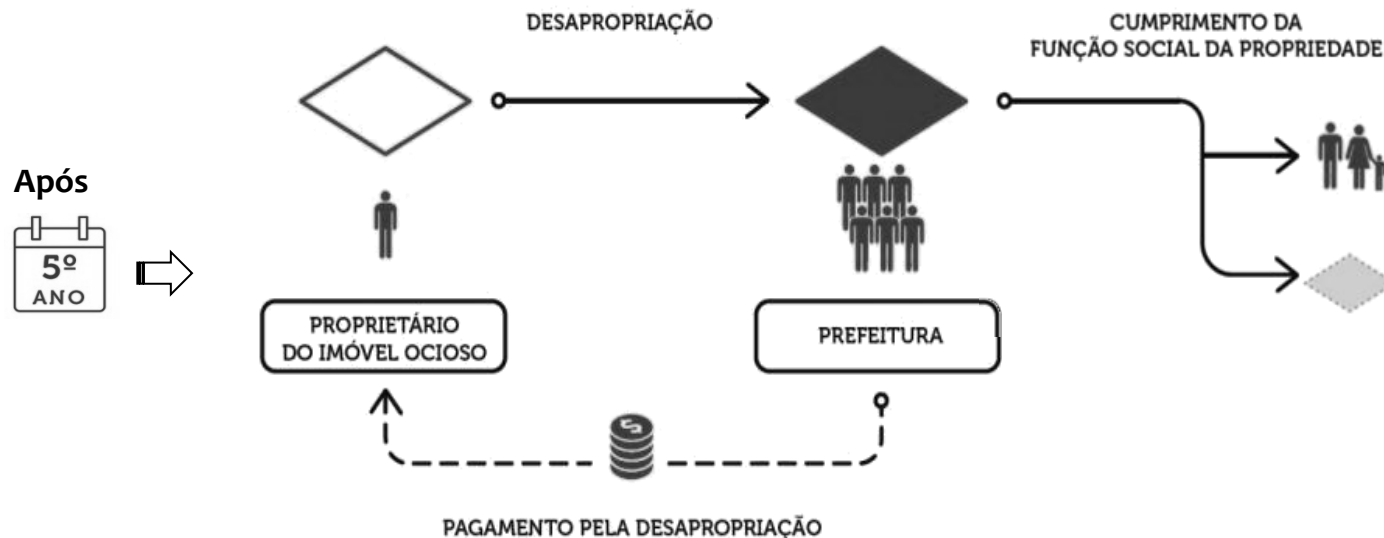 DESAPROPRIAÇÃO
CUMPRIMENTO DA
FUNÇÃO SOCIAL DA PROPRIEDADE
Após
5º
ANO
PROPRIETÁRIO
DO IMÓVEL OCIOSO
PREFEITURA
$
PAGAMENTO PELA DESAPROPRIAÇÃO